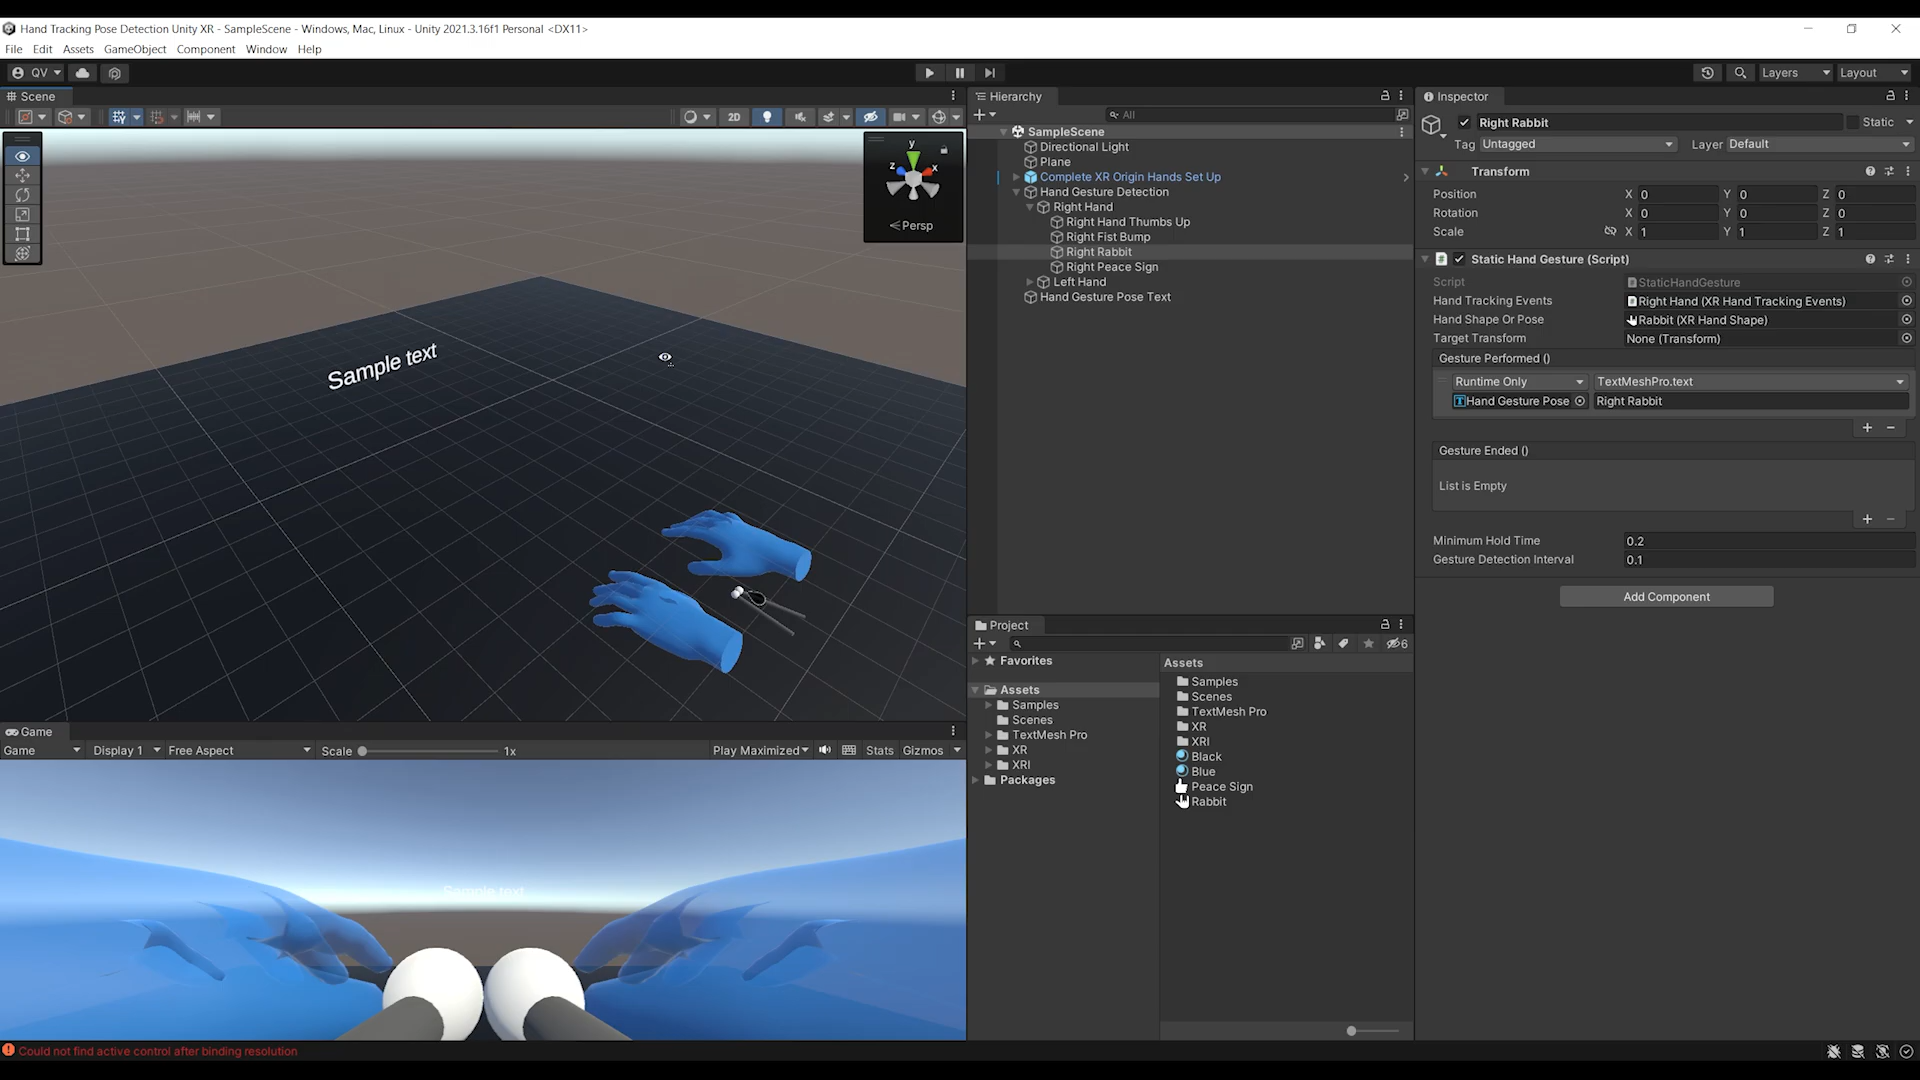 Hand Tracking Pose Detection Unity XR - SampleScene - Windows, Mac, Linux - Unity 2021.3.16f1 Personal <DX11>
File Edit Assets GameObject Component Window Help
QV Layers Layout
Scene
2D
y
z x
Persp
Sample text
Game
Game Display 1 Free Aspect Scale 1x Play Maximized Stats Gizmos
Sample text
Could not find active control after binding resolution
Hierarchy
All
SampleScene
Directional Light
Plane
Complete XR Origin Hands Set Up
Hand Gesture Detection
Right Hand
Right Hand Thumbs Up
Right Fist Bump
Right Rabbit
Right Peace Sign
Left Hand
Hand Gesture Pose Text
Project
6
Favorites
Assets
Samples
Scenes
TextMesh Pro
XR
XRI
Packages
Assets
Samples
Scenes
TextMesh Pro
XR
XRI
Black
Blue
Peace Sign
Rabbit
Inspector
Right Rabbit Static
Tag Untagged Layer Default
Transform
Position X 0 Y 0 Z 0
Rotation X 0 Y 0 Z 0
Scale X 1 Y 1 Z 1
Static Hand Gesture (Script)
Script StaticHandGesture
Hand Tracking Events Right Hand (XR Hand Tracking Events)
Hand Shape Or Pose Rabbit (XR Hand Shape)
Target Transform None (Transform)
Gesture Performed ()
Runtime Only TextMeshPro.text
Hand Gesture Pose Right Rabbit
Gesture Ended ()
List is Empty
Minimum Hold Time 0.2
Gesture Detection Interval 0.1
Add Component